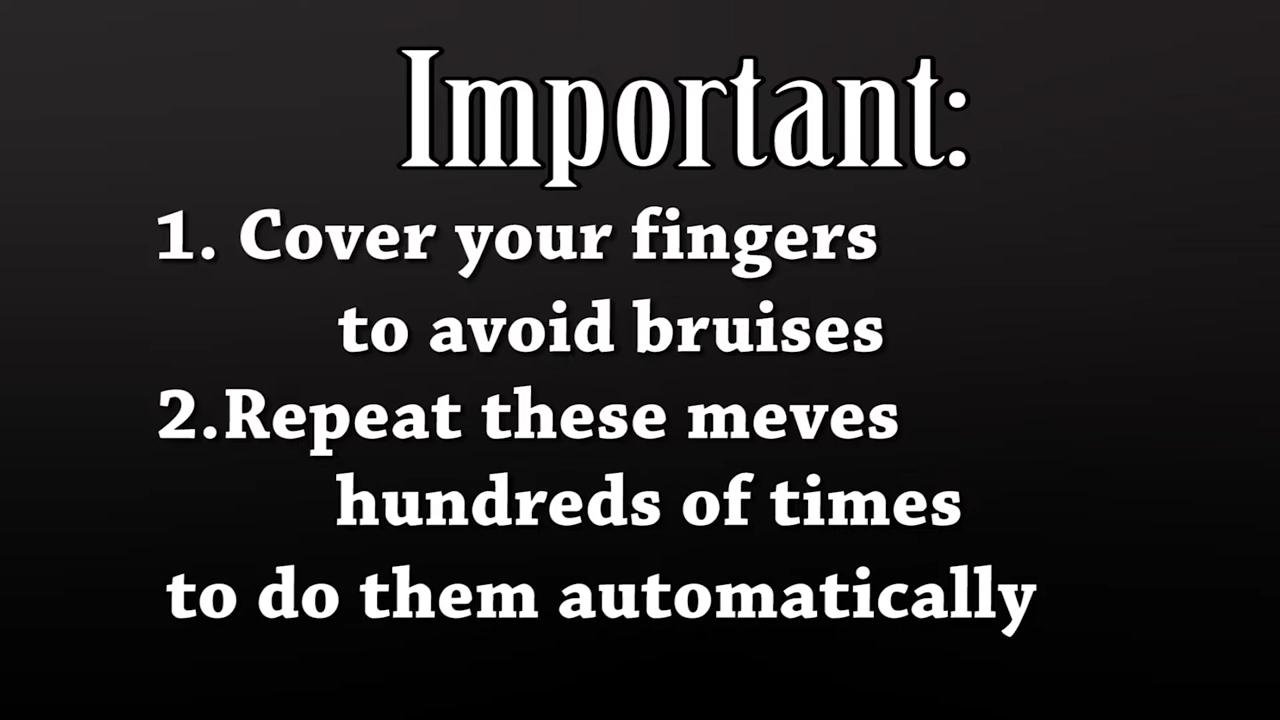 Important:
1. Cover your fingers
to avoid bruises
2.Repeat these meves
hundreds of times
to do them automatically